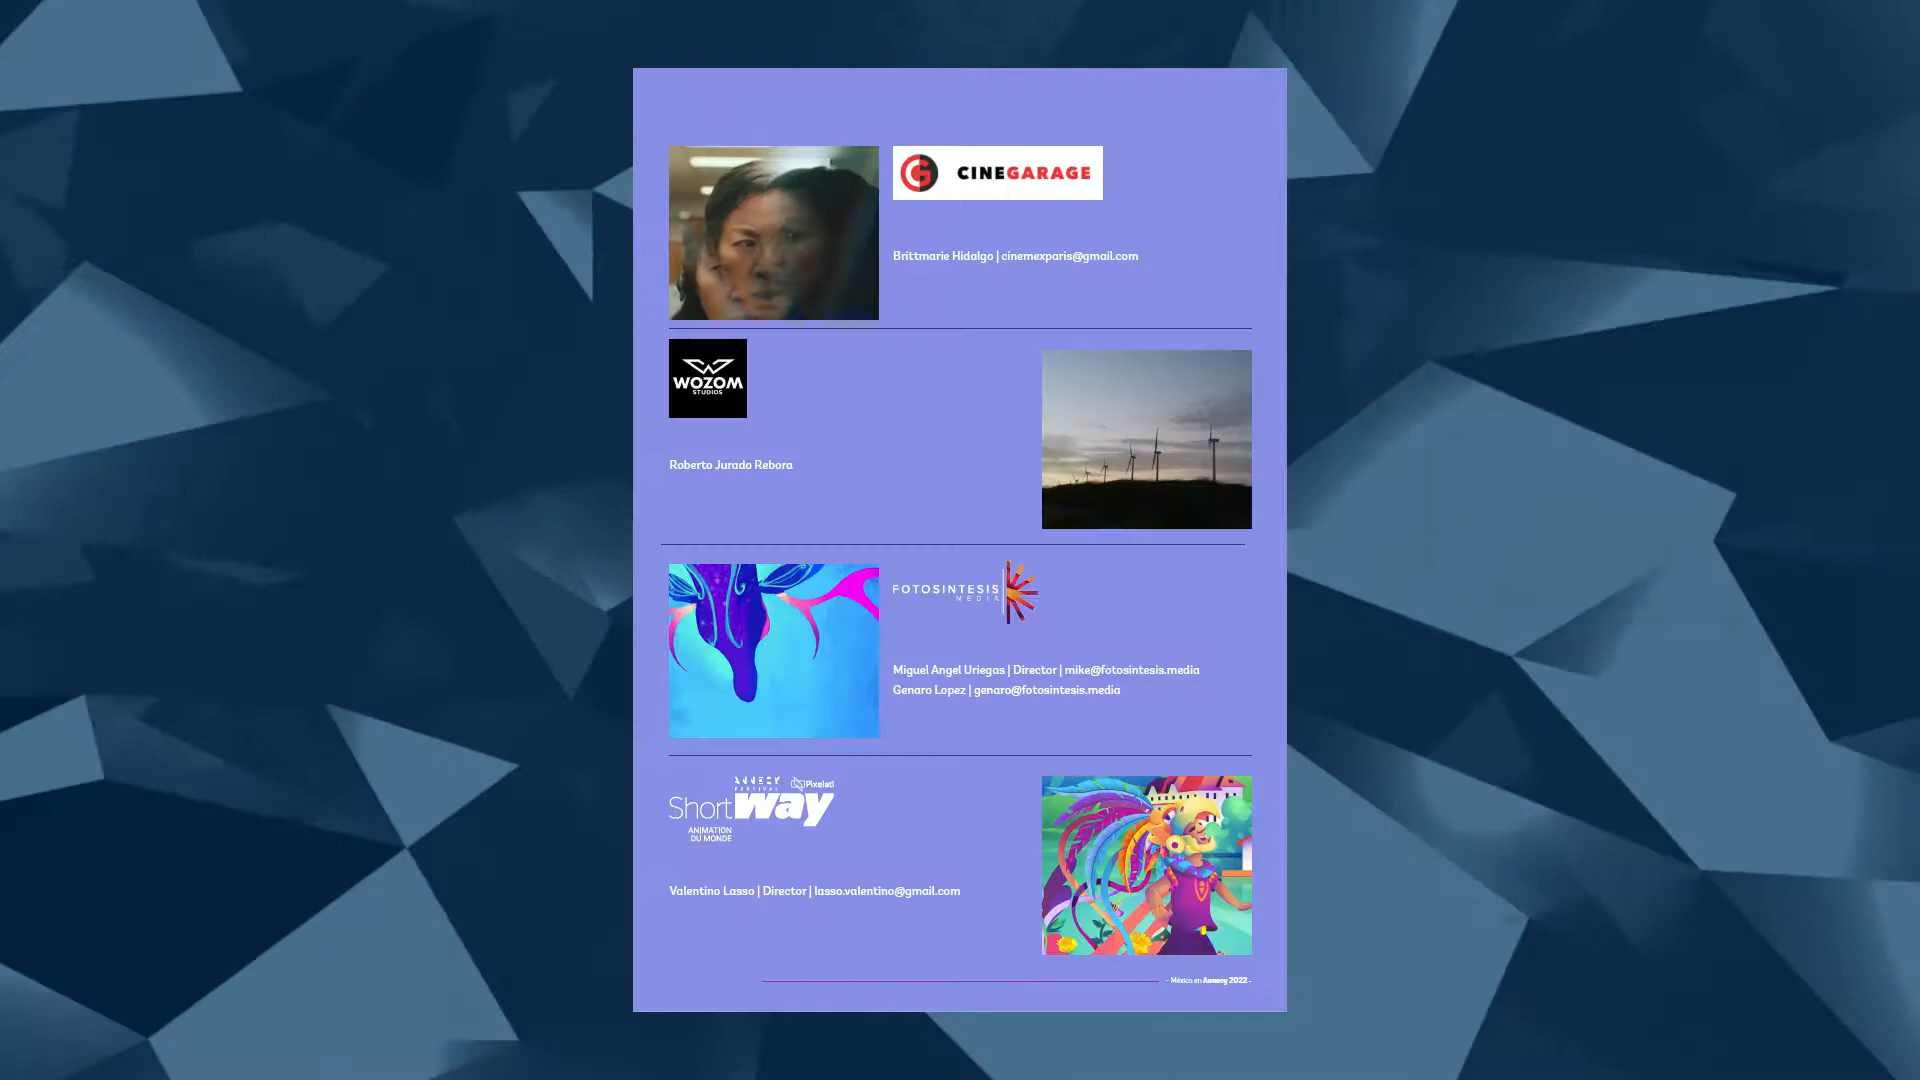 CINEGARAGE
Brittmarie Hidalgo | cinemexparis@gmail.com
WOZOM
STUDIOS
Roberto Jurado Rebora
FOTOSINTESIS
MEDIA
Miguel Angel Uriegas | Director | mike@fotosintesis.media
Genaro Lopez | genaro@fotosintesis.media
ANNECY
FESTIVAL
Pixelatl
Short way
ANIMATION
DU MONDE
Valentino Lasso | Director | lasso.valentino@gmail.com
- México en Annecy 2022 -